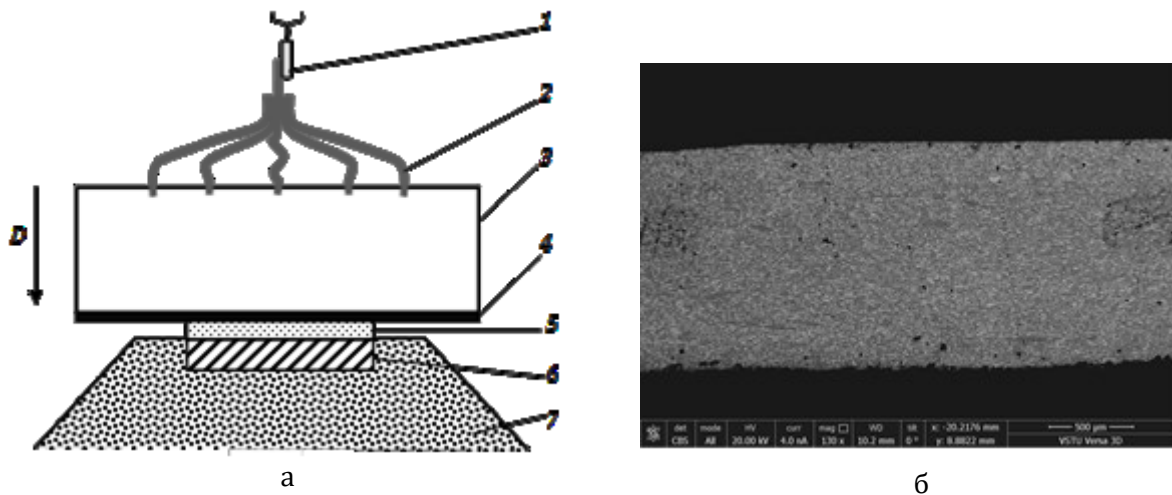 1
2
3
4
D
5
6
7
det mode HV curr mag WD tilt x: -20.2176 mm 500 µm
CBS All 20.00 kV 4.0 nA 130 x 10.2 mm 0 ° y: 8.8822 mm VSTU Versa 3D
а
б